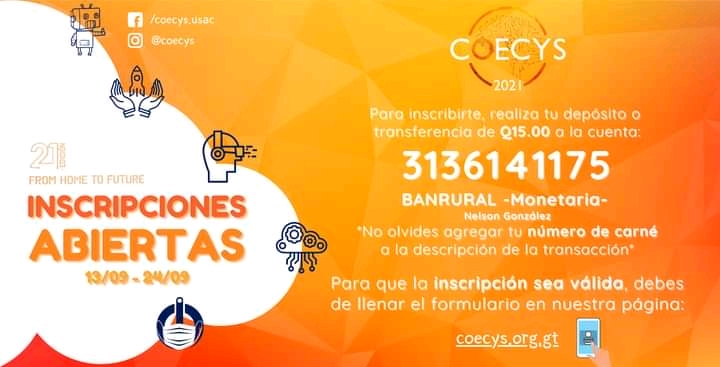 /coecys.usac
@coecys
FROM HOME TO FUTURE
INSCRIPCIONES
ABIERTAS
13/09 - 24/09
COECYS
2021
Para inscribirte, realiza tu depósito o
transferencia de Q15.00 a la cuenta:
3136141175
BANRURAL -Monetaria-
Nelson González
*No olvides agregar tu número de carné
a la descripción de la transacción*
Para que la inscripción sea válida, debes
de llenar el formulario en nuestra página:
coecys.org.gt